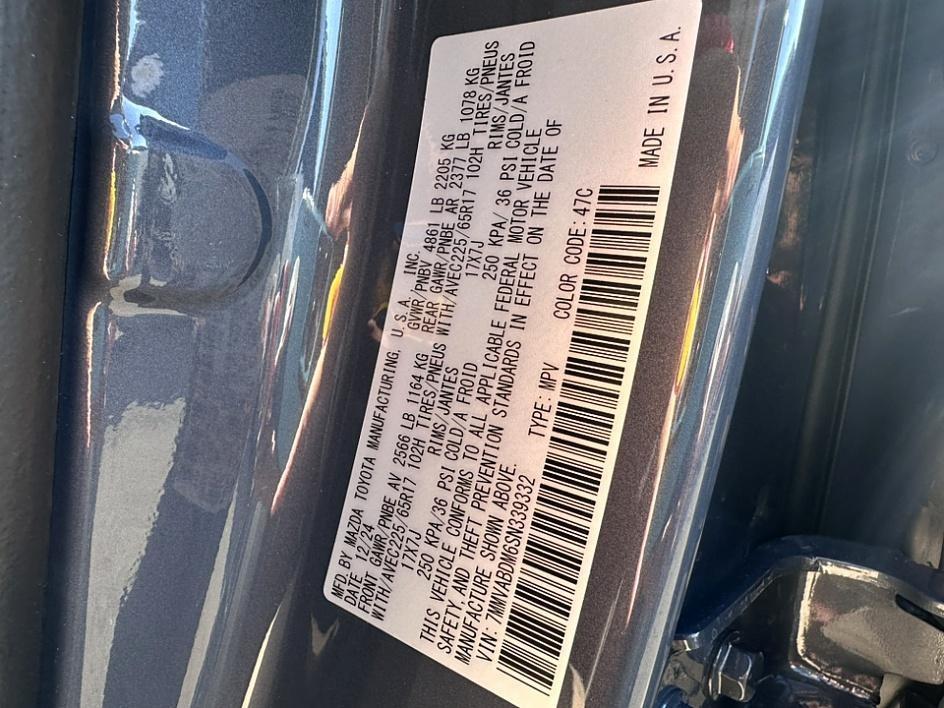 MFD. BY MAZDA TOYOTA MANUFACTURING, U.S.A., INC.
DATE 12/24 GVWR/PNBV 4861 LB 2205 KG
FRONT GAWR/PNBE AV 2566 LB 1164 KG REAR GAWR/PNBE AR 2377 LB 1078 KG
WITH/AVEC225/65R17 102H TIRES/PNEUS WITH/AVEC225/65R17 102H TIRES/PNEUS
17X7J RIMS/JANTES 17X7J RIMS/JANTES
250 KPA/36 PSI COLD/A FROID 250 KPA/ 36 PSI COLD/A FROID
THIS VEHICLE CONFORMS TO ALL APPLICABLE FEDERAL MOTOR VEHICLE
SAFETY AND THEFT PREVENTION STANDARDS IN EFFECT ON THE DATE OF
MANUFACTURE SHOWN ABOVE.
VIN: 7MMVABDM6SN339332 TYPE: MPV COLOR CODE: 47C
MADE IN U.S.A.